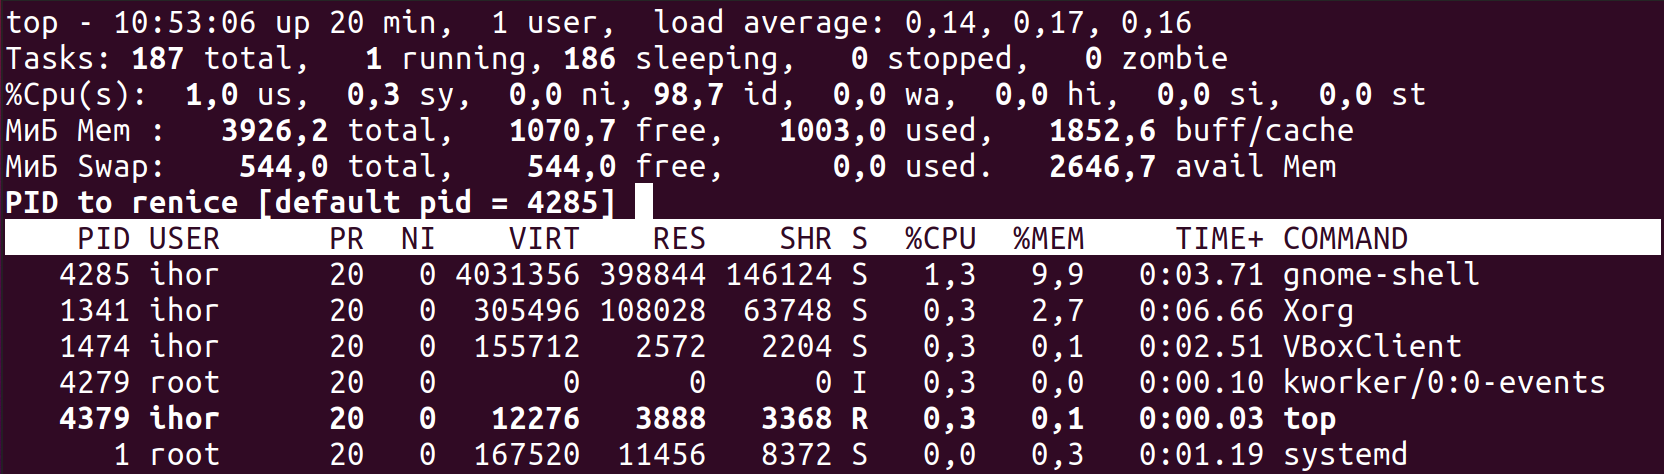 top - 10:53:06 up 20 min,  1 user,  load average: 0,14, 0,17, 0,16
Tasks: 187 total,   1 running, 186 sleeping,   0 stopped,   0 zombie
%Cpu(s):  1,0 us,  0,3 sy,  0,0 ni, 98,7 id,  0,0 wa,  0,0 hi,  0,0 si,  0,0 st
МиБ Mem :   3926,2 total,   1070,7 free,   1003,0 used,   1852,6 buff/cache
МиБ Swap:    544,0 total,    544,0 free,      0,0 used.   2646,7 avail Mem
PID to renice [default pid = 4285]
    PID USER      PR  NI    VIRT    RES    SHR S  %CPU  %MEM     TIME+ COMMAND
   4285 ihor      20   0 4031356 398844 146124 S   1,3   9,9   0:03.71 gnome-shell
   1341 ihor      20   0  305496 108028  63748 S   0,3   2,7   0:06.66 Xorg
   1474 ihor      20   0  155712   2572   2204 S   0,3   0,1   0:02.51 VBoxClient
   4279 root      20   0       0      0      0 I   0,3   0,0   0:00.10 kworker/0:0-events
   4379 ihor      20   0   12276   3888   3368 R   0,3   0,1   0:00.03 top
      1 root      20   0  167520  11456   8372 S   0,0   0,3   0:01.19 systemd